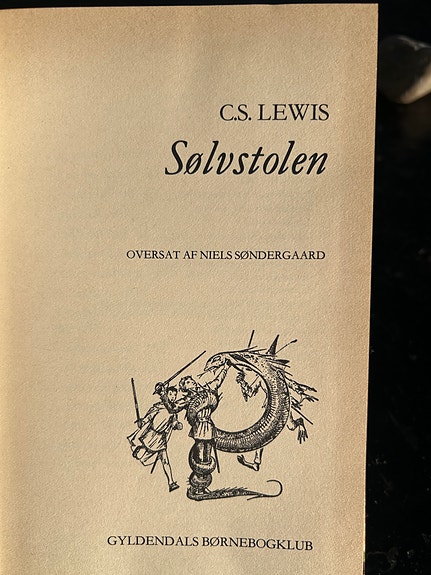 C.S. LEWIS
Sølvstolen
OVERSAT AF NIELS SØNDERGAARD
GYLDENDALS BØRNEBOGKLUB